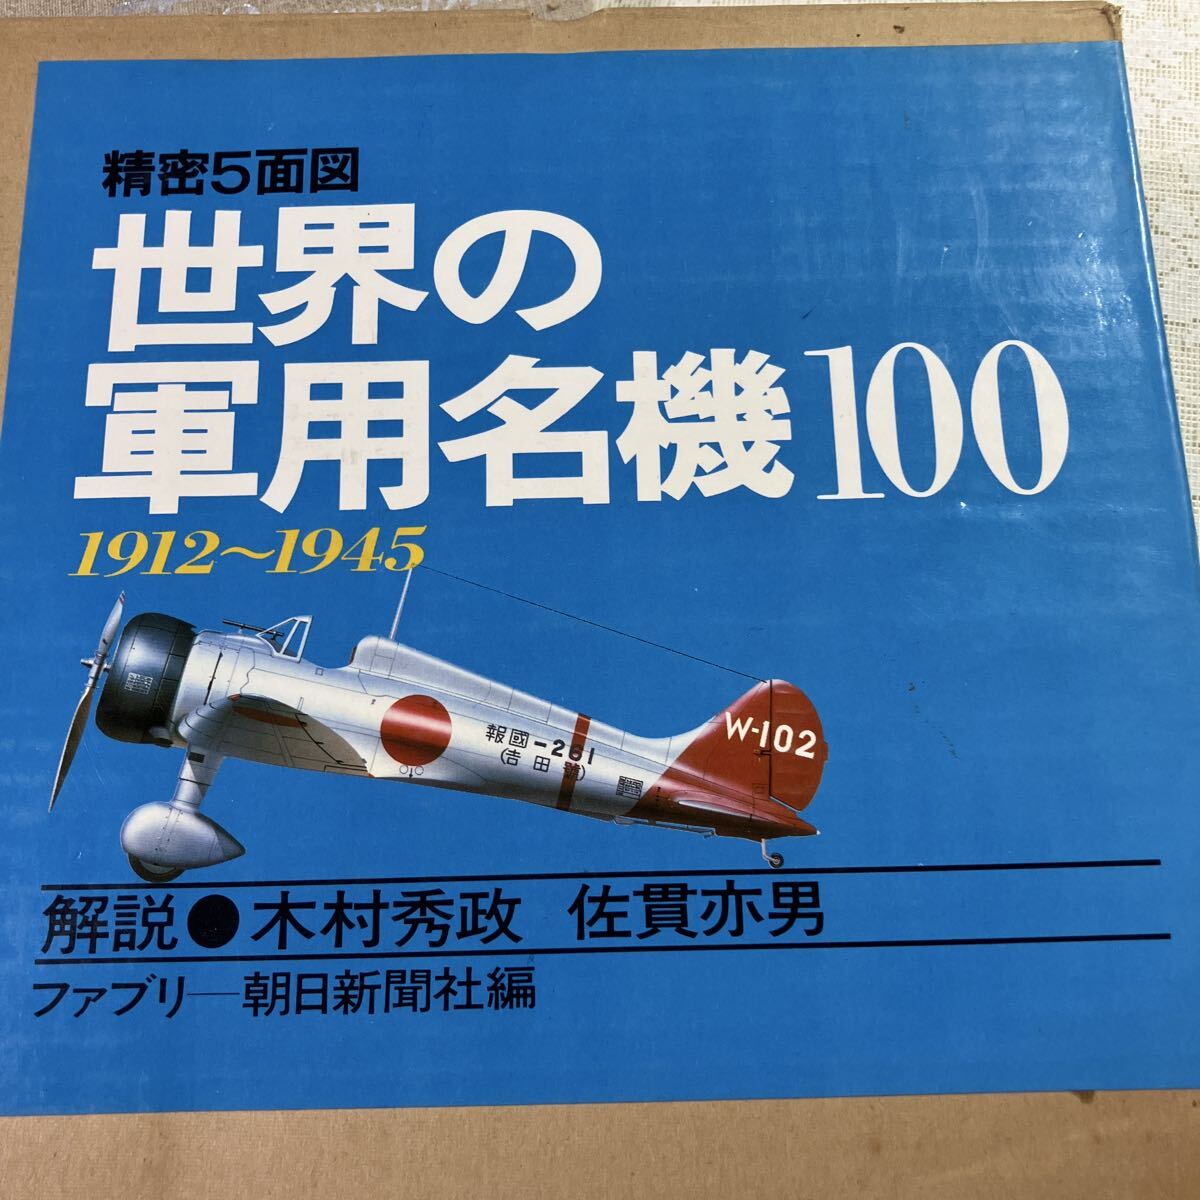 精密5面図
世界の
軍用名機100
1912~1945
W-102
報國-261
(吉田號)
解説●木村秀政 佐貫亦男
ファブリ—朝日新聞社編